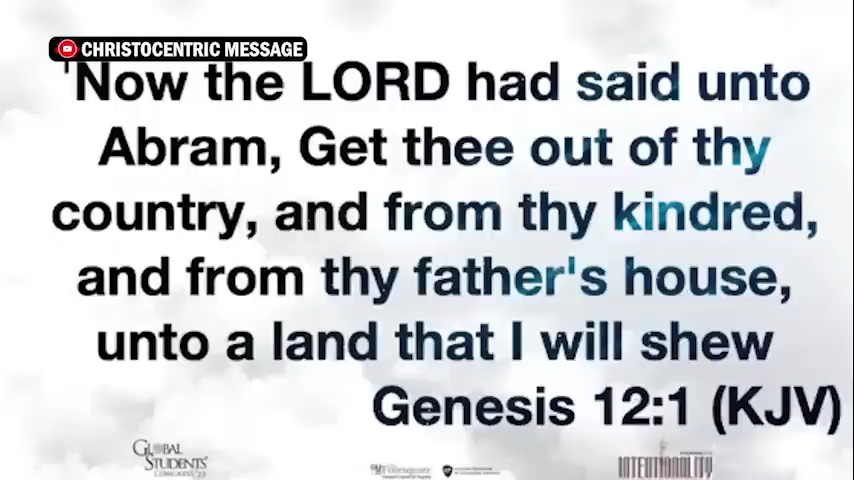 CHRISTOCENTRIC MESSAGE
'Now the LORD had said unto
Abram, Get thee out of thy
country, and from thy kindred,
and from thy father's house,
unto a land that I will shew
Genesis 12:1 (KJV)
GLOBAL
STUDENTS'
Foursquare
INTENTIONALITY